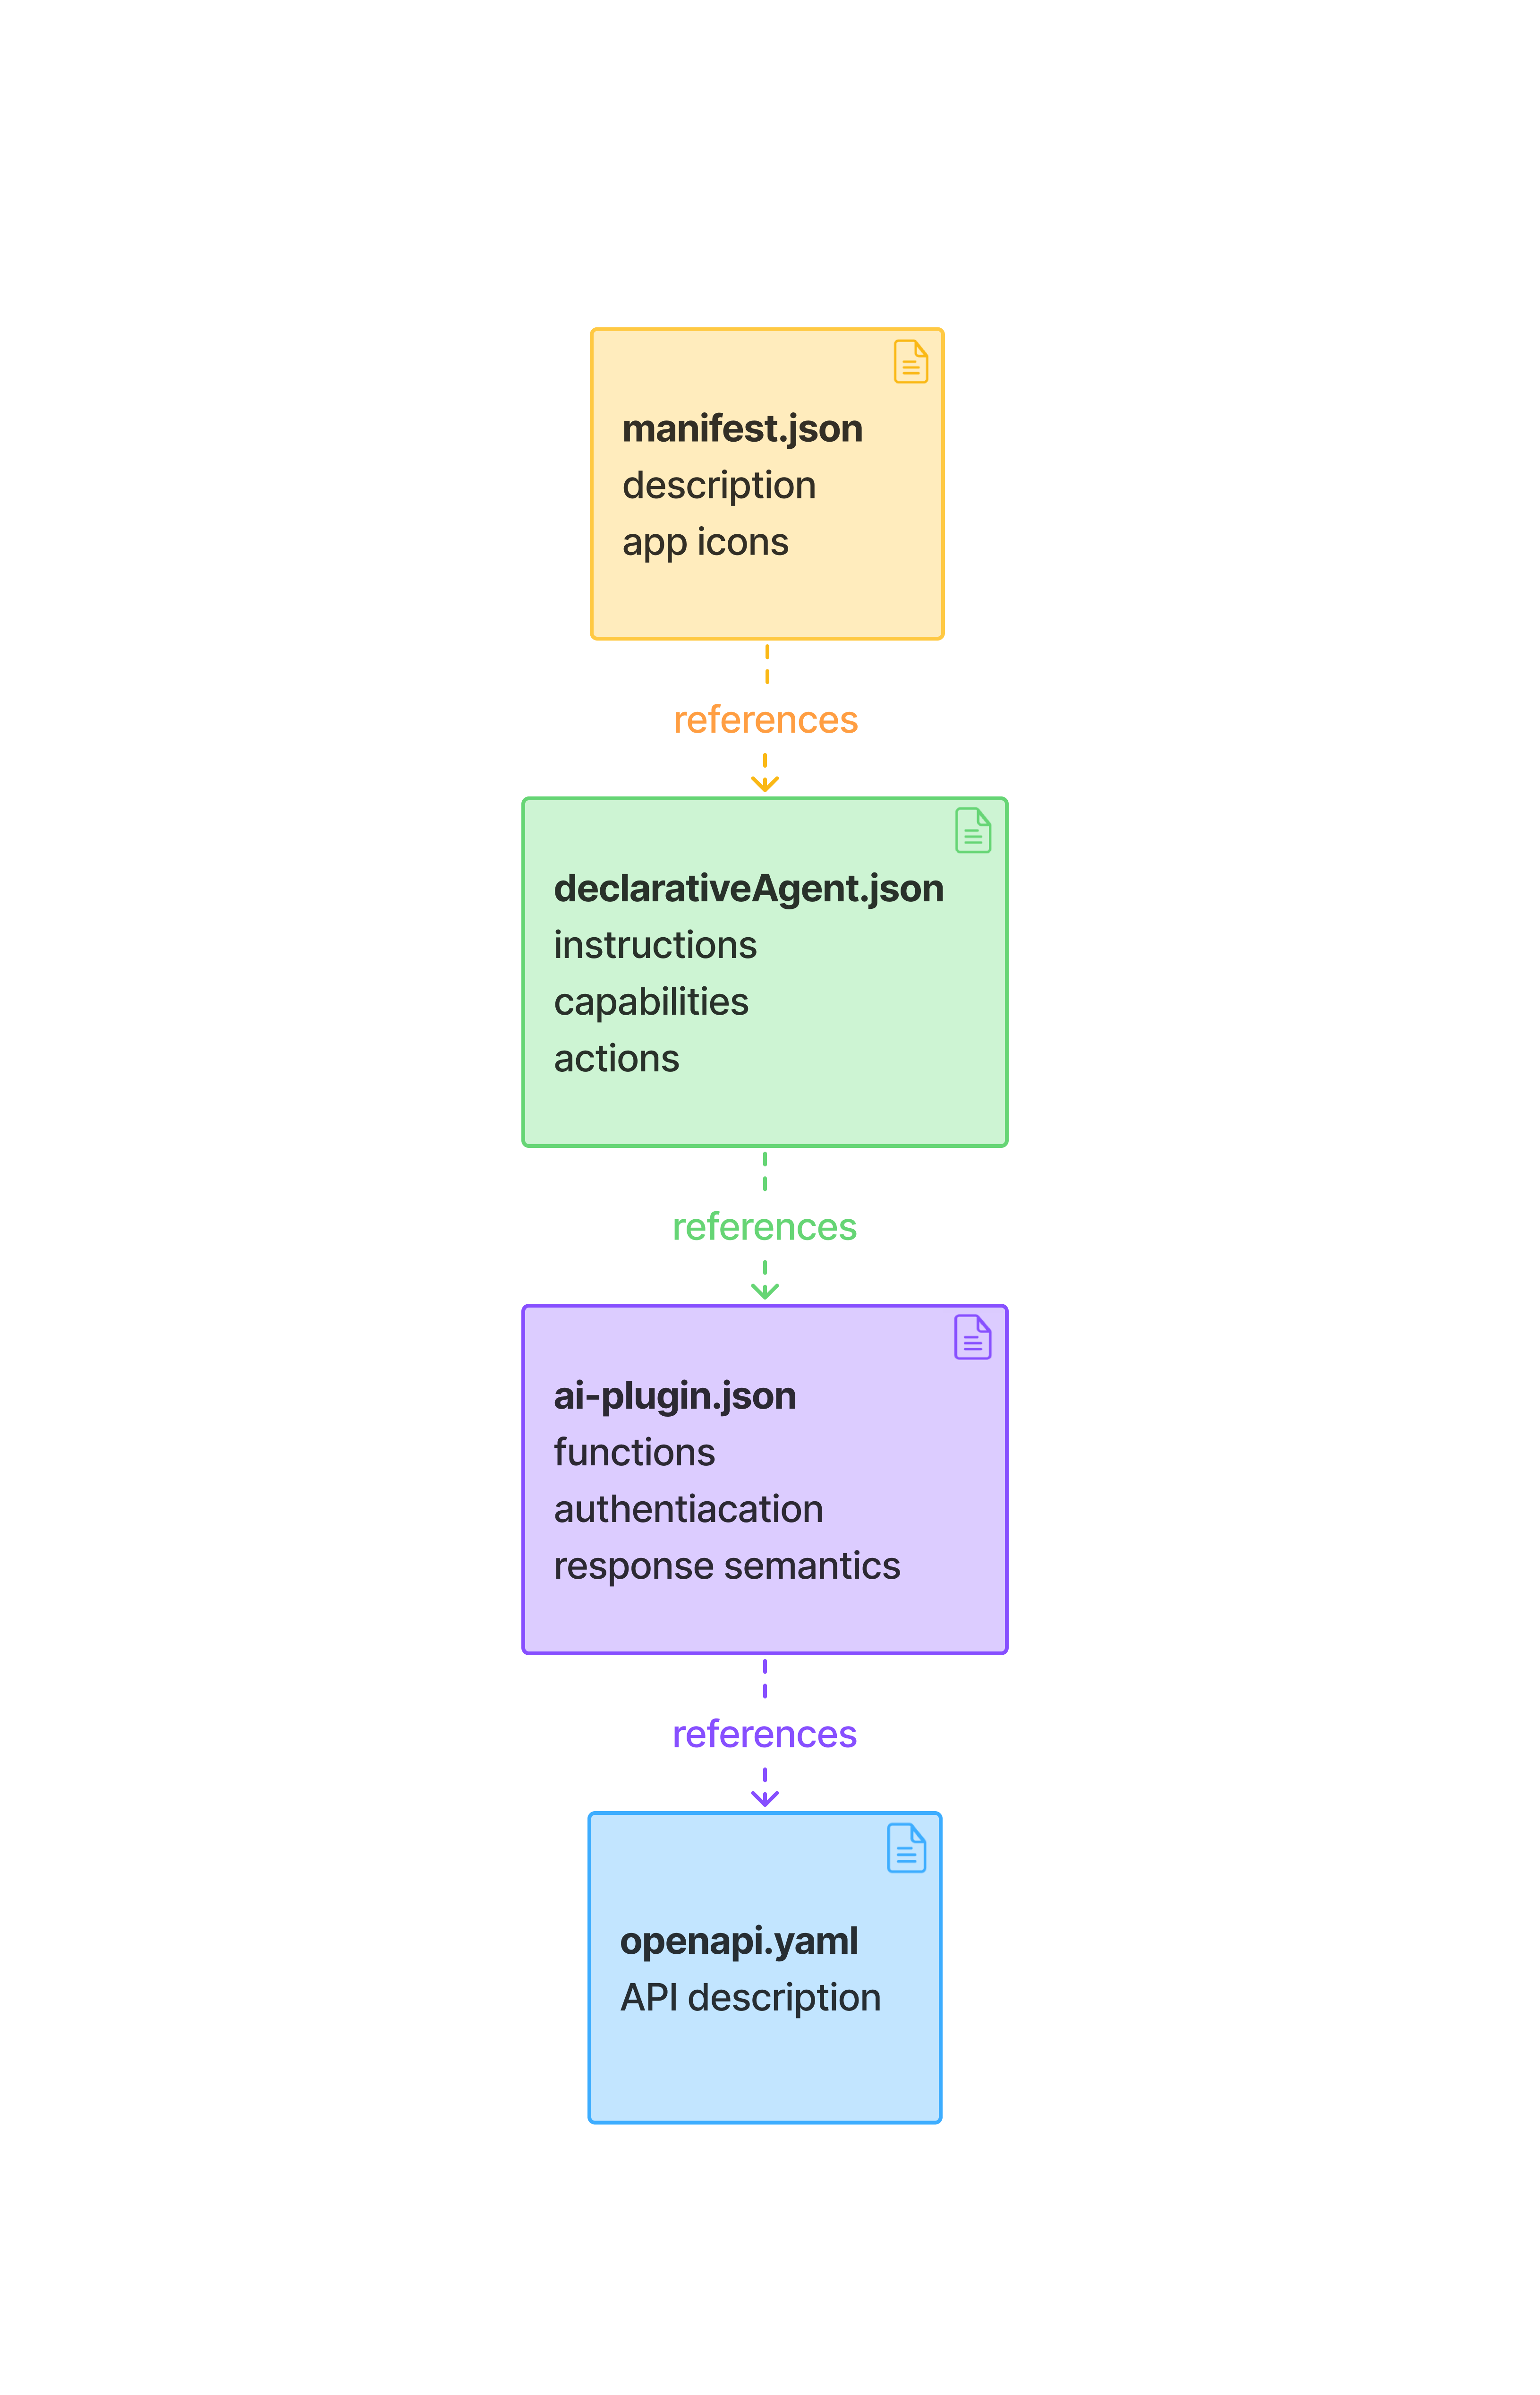 manifest.json
description
app icons
references
declarativeAgent.json
instructions
capabilities
actions
references
ai-plugin.json
functions
authentiacation
response semantics
references
openapi.yaml
API description